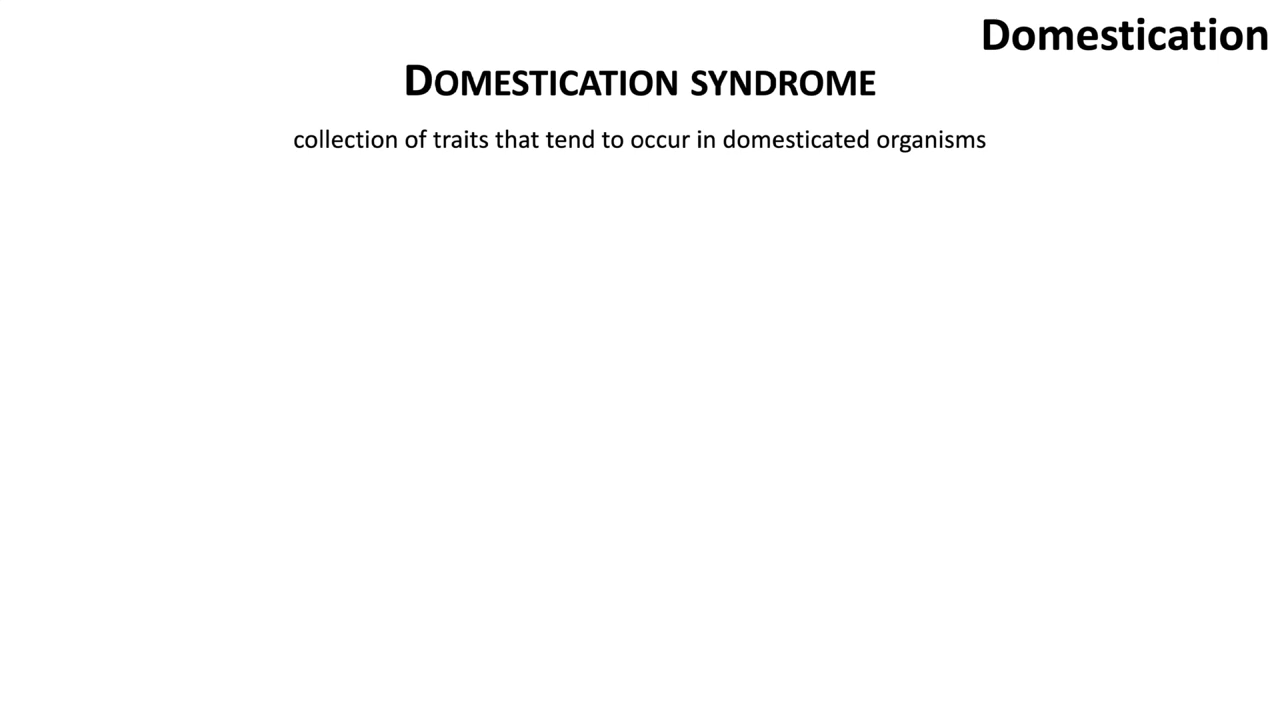 Domestication
DOMESTICATION SYNDROME
collection of traits that tend to occur in domesticated organisms